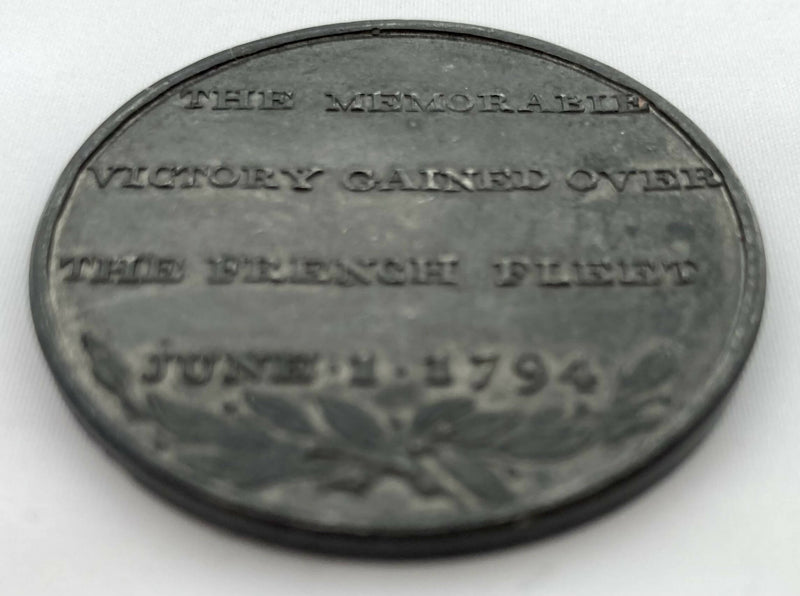 THE MEMORABLE
VICTORY GAINED OVER
THE FRENCH FLEET
JUNE · 1 · 1794